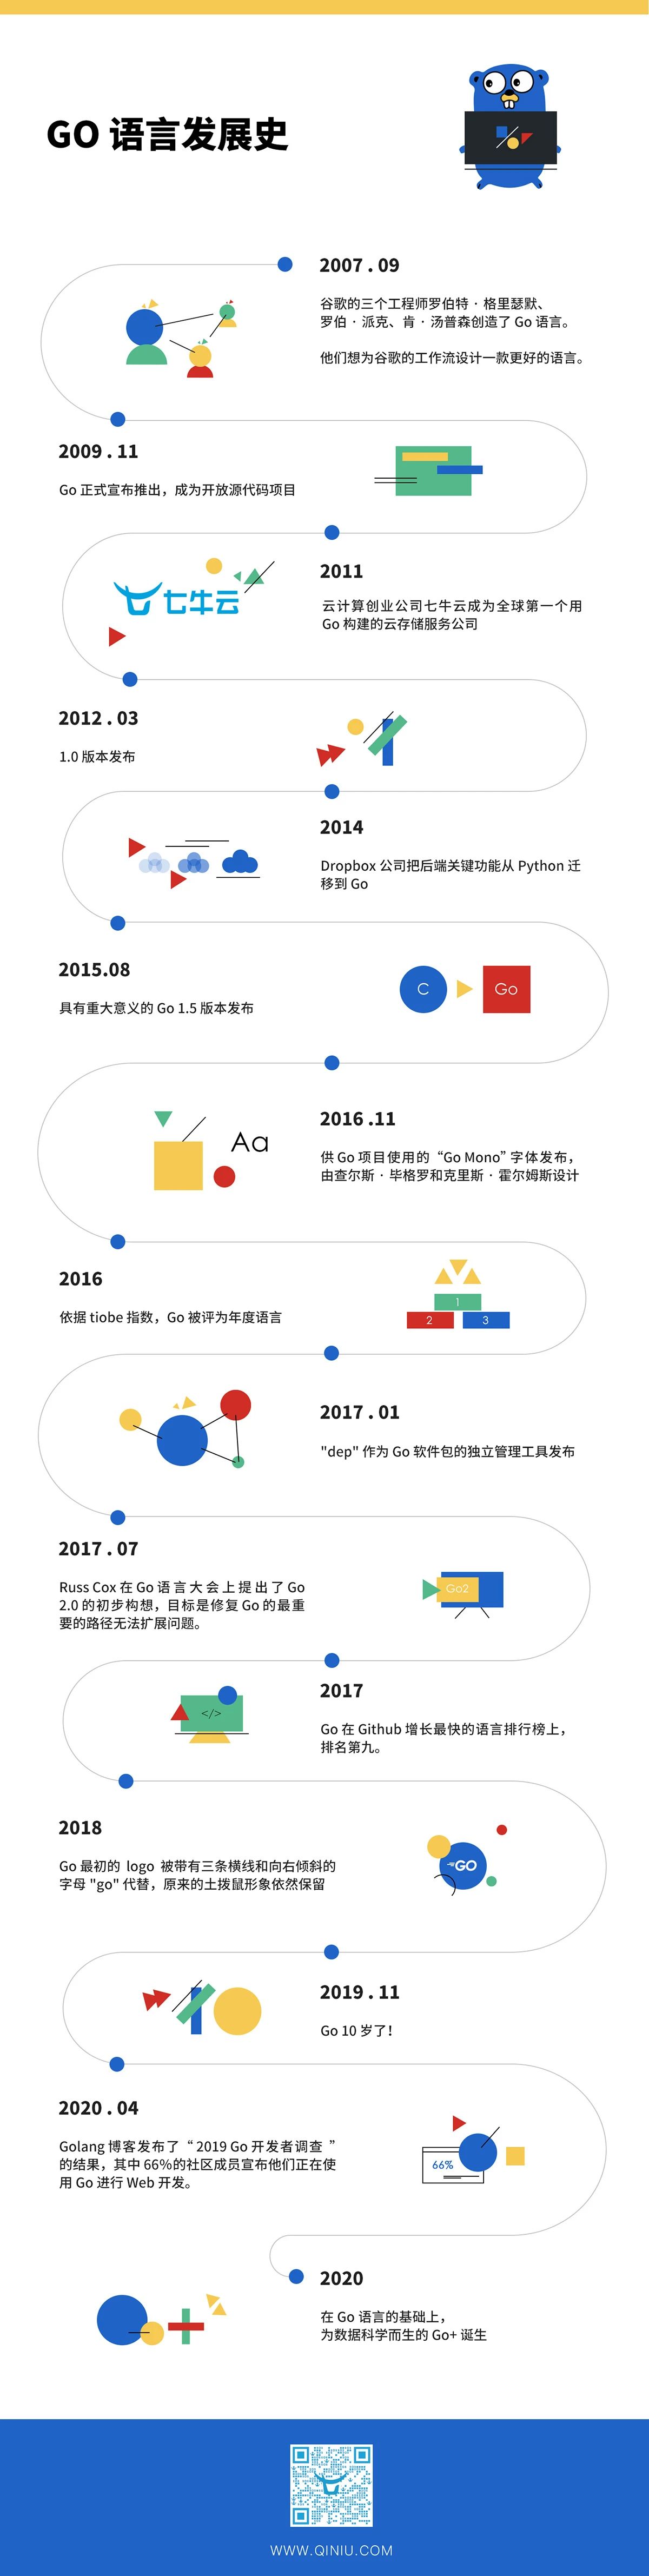 GO 语言发展史
2007.09
谷歌的三个工程师罗伯特 · 格里瑟默、
罗伯 · 派克、肯 · 汤普森创造了 Go 语言。
他们想为谷歌的工作流设计一款更好的语言。
2009.11
Go 正式宣布推出，成为开放源代码项目
七牛云
2011
云计算创业公司七牛云成为全球第一个用
Go 构建的云存储服务公司
2012.03
1.0 版本发布
2014
Dropbox 公司把后端关键功能从 Python 迁
移到 Go
2015.08
具有重大意义的 Go 1.5 版本发布
C
Go
2016.11
供 Go 项目使用的 “Go Mono” 字体发布，
由查尔斯 · 毕格罗和克里斯 · 霍尔姆斯设计
Aa
2016
依据 tiobe 指数，Go 被评为年度语言
1
2
3
2017.01
"dep" 作为 Go 软件包的独立管理工具发布
2017.07
Russ Cox 在 Go 语言大会上提出了 Go
2.0 的初步构想，目标是修复 Go 的最重
要的路径无法扩展问题。
Go2
2017
Go 在 Github 增长最快的语言排行榜上，
排名第九。
</>
2018
Go 最初的 logo 被带有三条横线和向右倾斜的
字母 "go" 代替，原来的土拨鼠形象依然保留
GO
2019.11
Go 10 岁了！
2020.04
Golang 博客发布了 “ 2019 Go 开发者调查 ”
的结果，其中 66%的社区成员宣布他们正在使
用 Go 进行 Web 开发。
66%
2020
在 Go 语言的基础上，
为数据科学而生的 Go+ 诞生
WWW.QINIU.COM